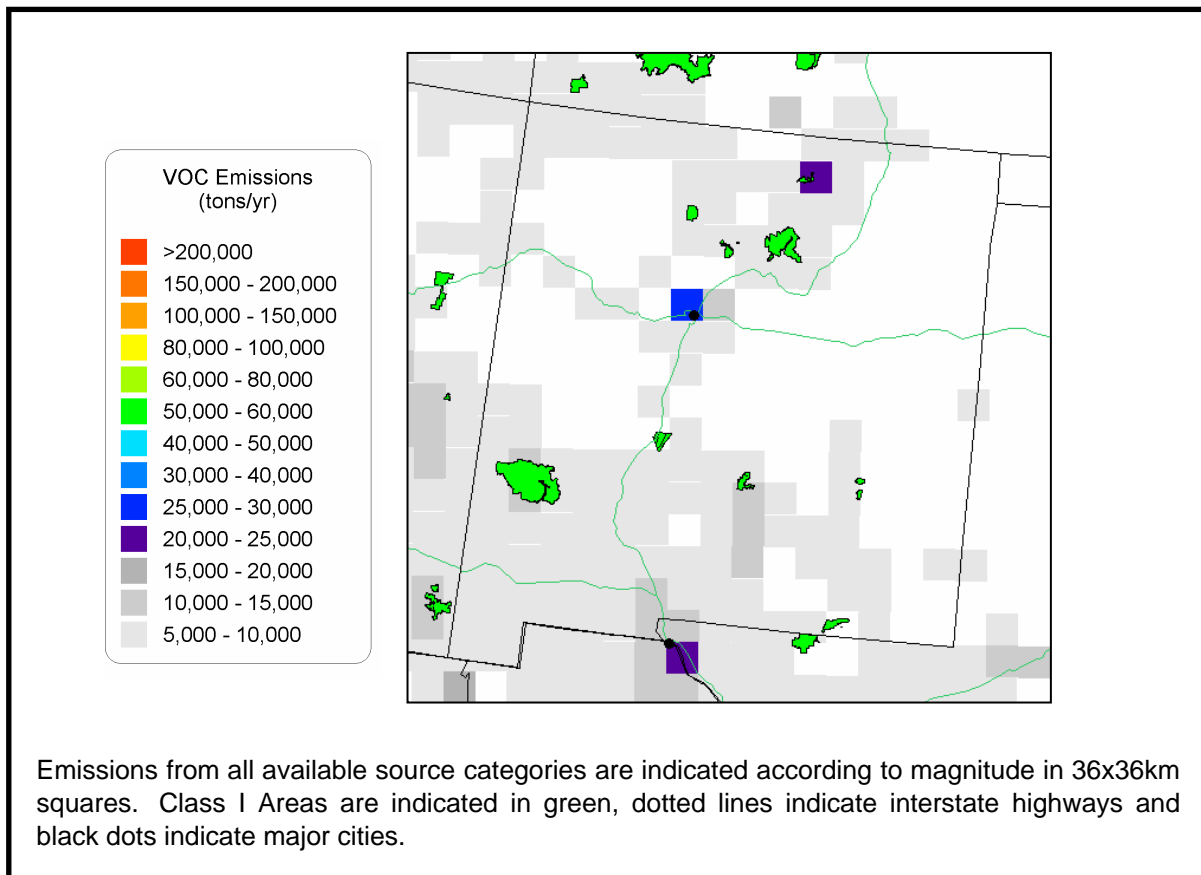 VOC Emissions
(tons/yr)
>200,000
150,000 - 200,000
100,000 - 150,000
80,000 - 100,000
60,000 - 80,000
50,000 - 60,000
40,000 - 50,000
30,000 - 40,000
25,000 - 30,000
20,000 - 25,000
15,000 - 20,000
10,000 - 15,000
5,000 - 10,000
Emissions from all available source categories are indicated according to magnitude in 36x36km
squares. Class I Areas are indicated in green, dotted lines indicate interstate highways and
black dots indicate major cities.